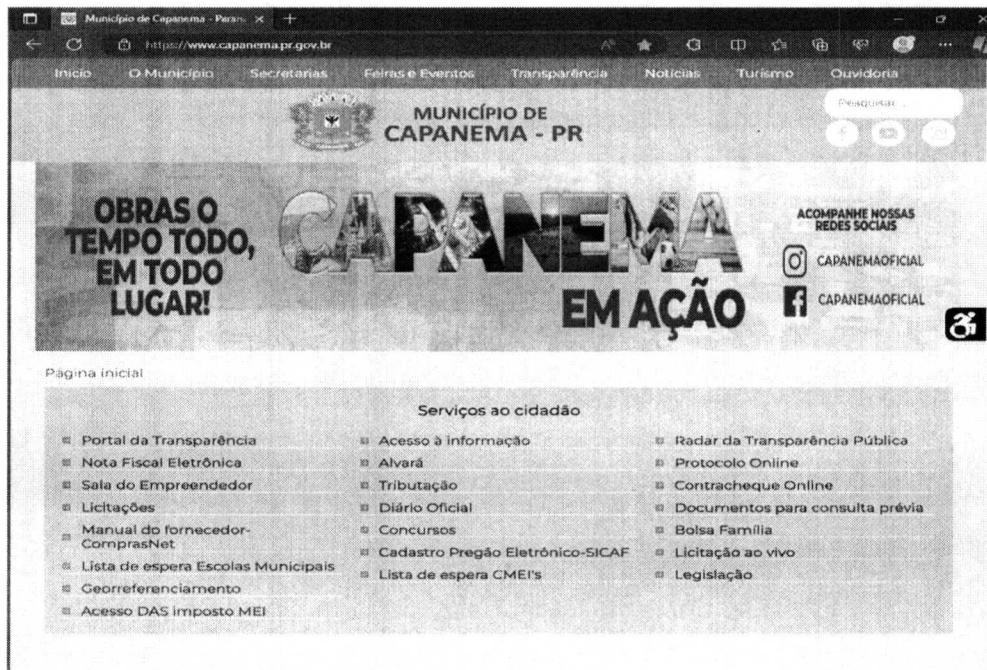 Município de Capanema - Paran
https://www.capanema.pr.gov.br
Início O Município Secretarias Feiras e Eventos Transparência Notícias Turismo Ouvidoria
Pesquisar...
MUNICÍPIO DE
CAPANEMA - PR
OBRAS O
TEMPO TODO,
EM TODO
LUGAR!
CAPANEMA
EM AÇÃO
ACOMPANHE NOSSAS
REDES SOCIAIS
CAPANEMAOFICIAL
CAPANEMAOFICIAL
Página inicial
Serviços ao cidadão
Portal da Transparência
Nota Fiscal Eletrônica
Sala do Empreendedor
Licitações
Manual do fornecedor-
ComprasNet
Lista de espera Escolas Municipais
Georreferenciamento
Acesso DAS imposto MEI
Acesso à informação
Alvará
Tributação
Diário Oficial
Concursos
Cadastro Pregão Eletrônico-SICAF
Lista de espera CMEI's
Radar da Transparência Pública
Protocolo Online
Contracheque Online
Documentos para consulta prévia
Bolsa Família
Licitação ao vivo
Legislação